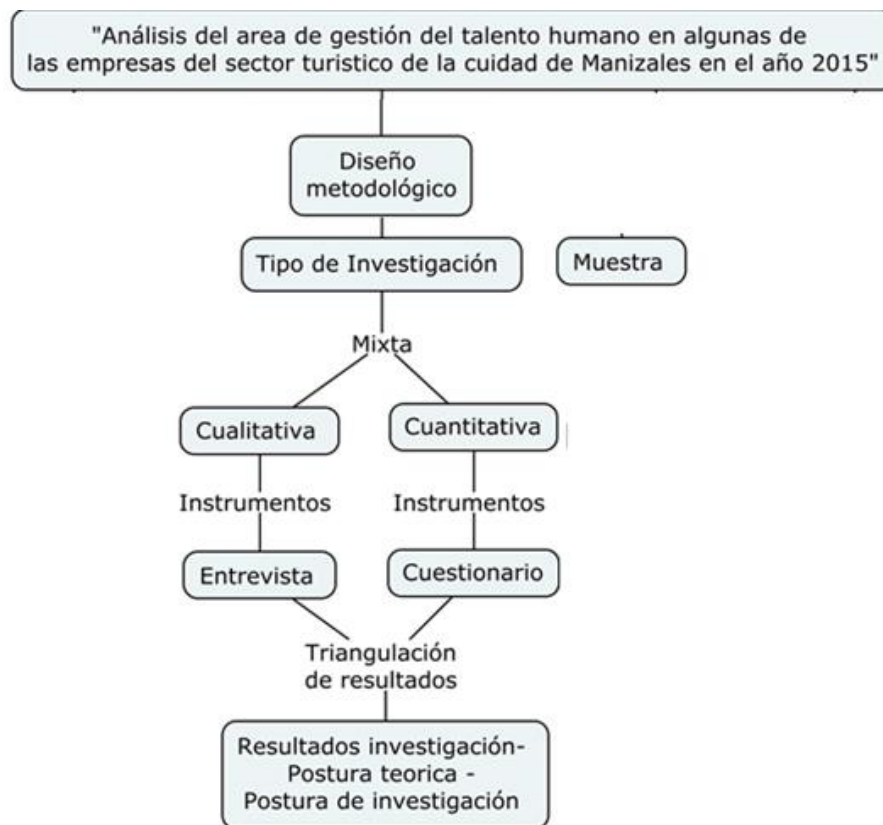 "Análisis del area de gestión del talento humano en algunas de
las empresas del sector turistico de la cuidad de Manizales en el año 2015"
Diseño
metodológico
Tipo de Investigación
Muestra
Mixta
Cualitativa
Cuantitativa
Instrumentos
Instrumentos
Entrevista
Cuestionario
Triangulación
de resultados
Resultados investigación-
Postura teorica -
Postura de investigación